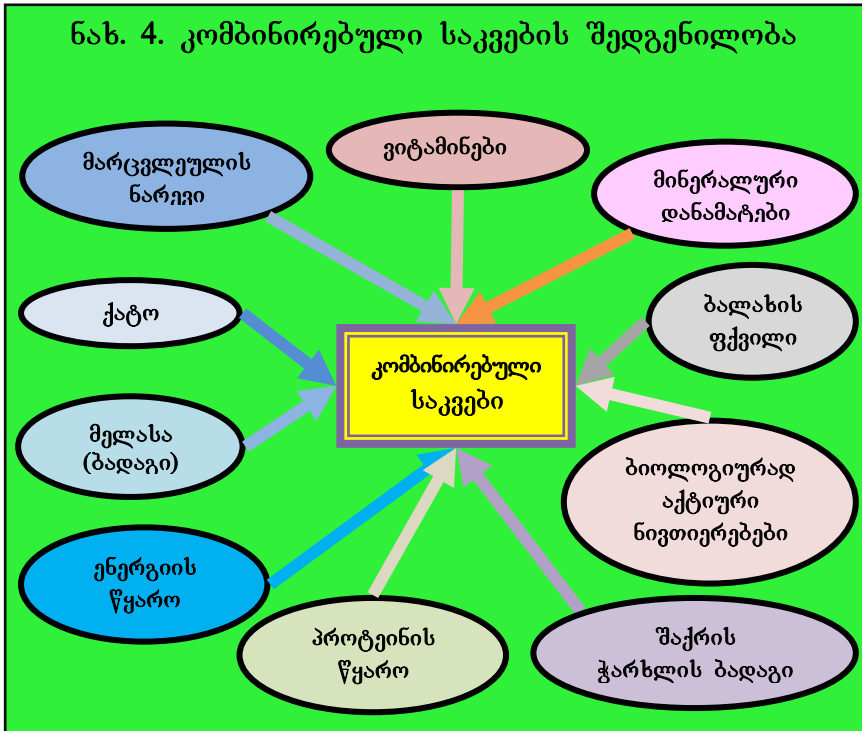 ნახ. 4. კომბინირებული საკვების შედგენილობა
მარცვლეულის
ნარევი
ვიტამინები
მინერალური
დანამატები
ქატო
ბალახის
ფქვილი
კომბინირებული
საკვები
მელასა
(ბადაგი)
ბიოლოგიურად
აქტიური
ნივთიერებები
ენერგიის
წყარო
პროტეინის
წყარო
შაქრის
ჭარხლის ბადაგი